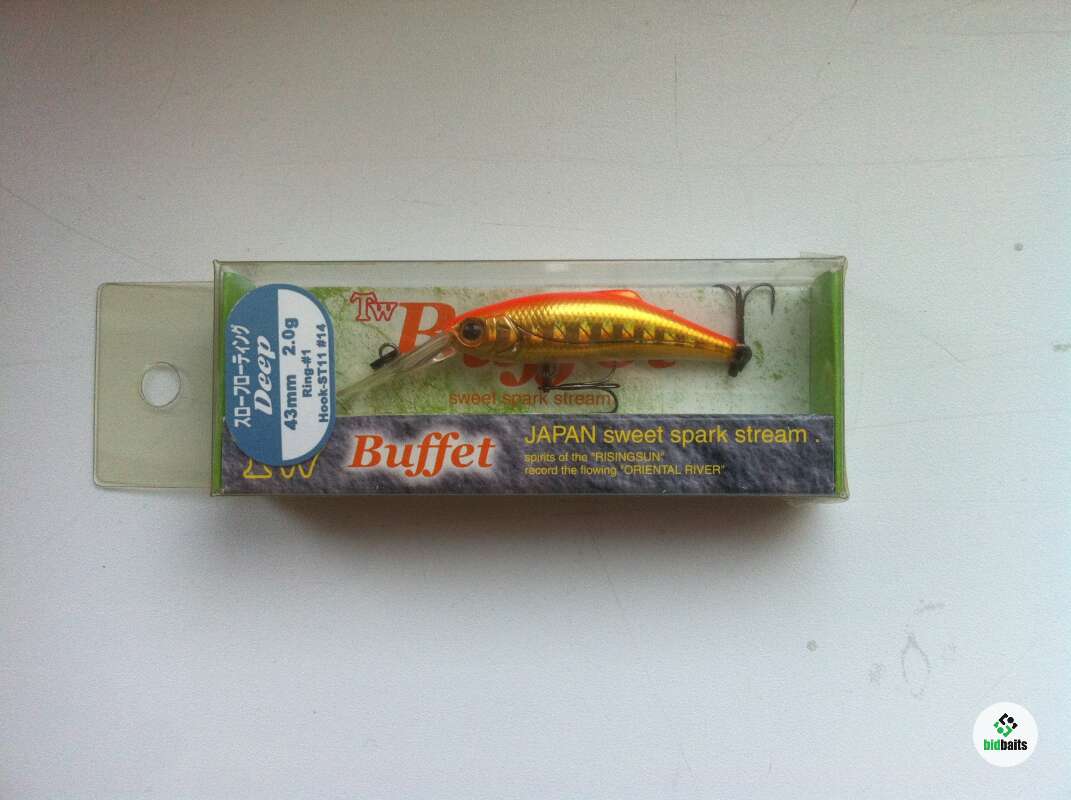 スローフローティング
Deep
43mm 2.0g
Ring-#1
Hook-ST11 #14
Tw
Buffet
sweet spark stream
Buffet
JAPAN sweet spark stream .
spirits of the "RISINGSUN"
record the flowing "ORIENTAL RIVER"
bidbaits